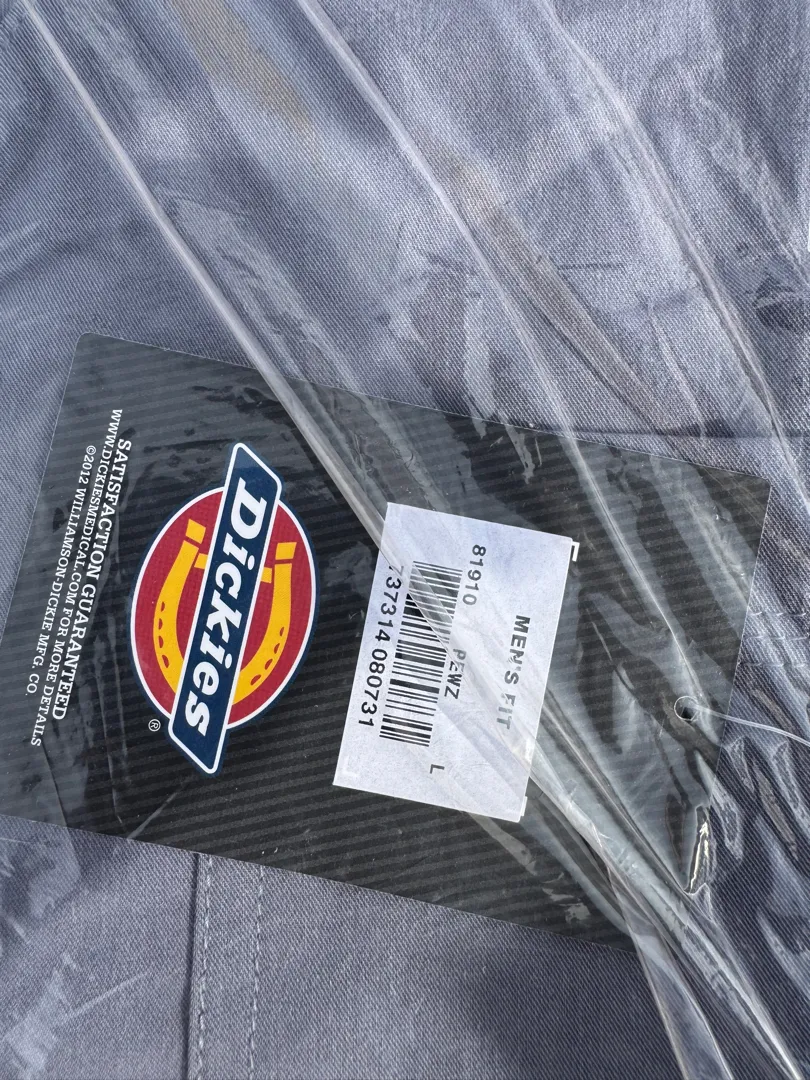 Dickies
®
SATISFACTION GUARANTEED
WWW.DICKIESMEDICAL.COM FOR MORE DETAILS
©2012 WILLIAMSON-DICKIE MFG. CO.
MEN'S FIT
81910 PEWZ L
737314 080731